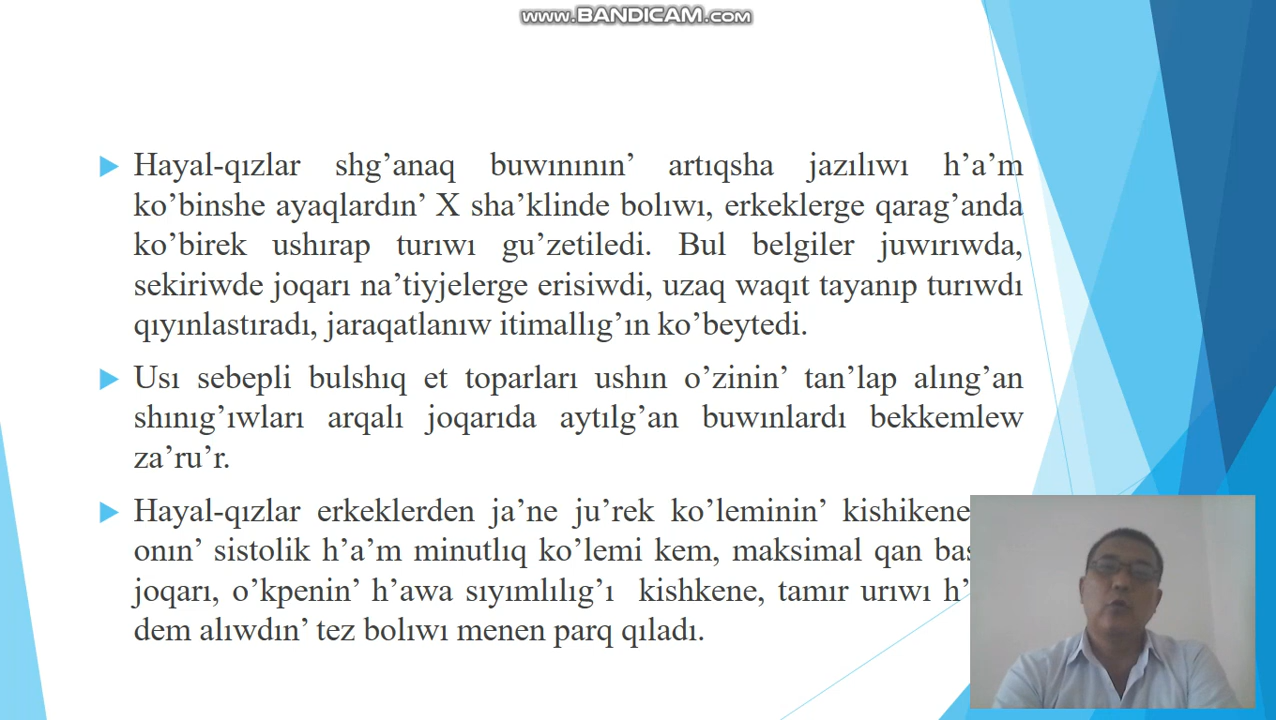 www.BANDICAM.com
Hayal-qızlar shg’anaq buwınının’ artıqsha jazılıwı h’a’m
ko’binshe ayaqlardın’ X sha’klinde bolıwı, erkeklerge qarag’anda
ko’birek ushırap turıwı gu’zetiledi. Bul belgiler juwırıwda,
sekiriwde joqarı na’tiyjelerge erisiwdi, uzaq waqıt tayanıp turıwdı
qıyınlastıradı, jaraqatlanıw itimallıg’ın ko’beytedi.
Usı sebepli bulshıq et toparları ushın o’zinin’ tan’lap alıng’an
shınıg’ıwları arqalı joqarıda aytılg’an buwınlardı bekkemlew
za’ru’r.
Hayal-qızlar erkeklerden ja’ne ju’rek ko’leminin’
onın’ sistolik h’a’m minutlıq ko’lemi kem, maksimal qan
joqarı, o’kpenin’ h’awa sıyımlılıg’ı kishkene, tamır urıwı
dem alıwdın’ tez bolıwı menen parq qıladı.